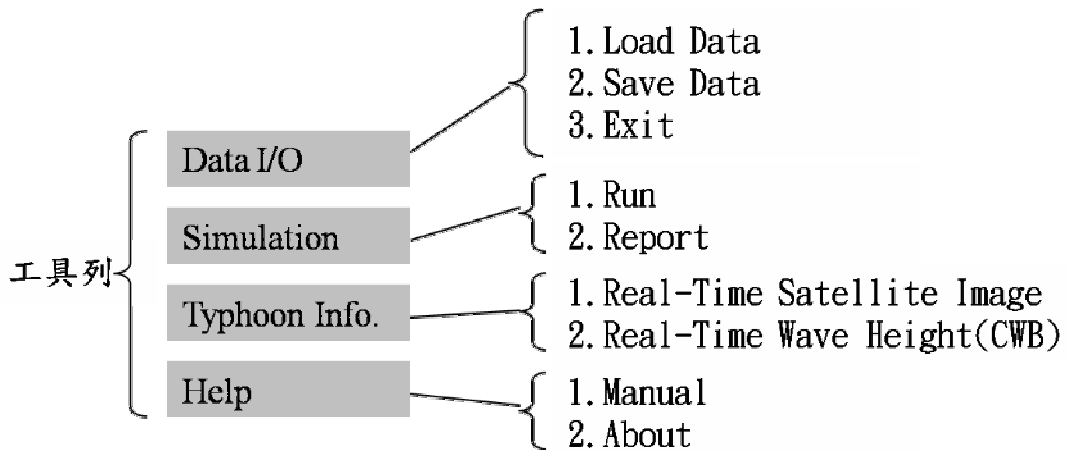 工具列
Data I/O
1.Load Data
2.Save Data
3.Exit
Simulation
1.Run
2.Report
Typhoon Info.
1.Real-Time Satellite Image
2.Real-Time Wave Height(CWB)
Help
1.Manual
2.About